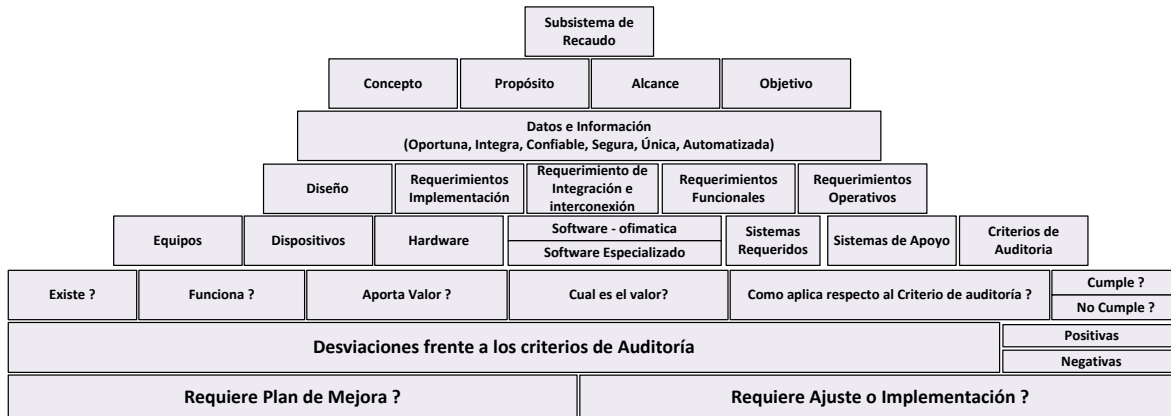 Subsistema de
Recaudo
Concepto
Propósito
Alcance
Objetivo
Datos e Información
(Oportuna, Integra, Confiable, Segura, Única, Automatizada)
Diseño
Requerimientos
Implementación
Requerimiento de
Integración e
interconexión
Requerimientos
Funcionales
Requerimientos
Operativos
Equipos
Dispositivos
Hardware
Software - ofimatica
Software Especializado
Sistemas
Requeridos
Sistemas de Apoyo
Criterios de
Auditoria
Existe ?
Funciona ?
Aporta Valor ?
Cual es el valor?
Como aplica respecto al Criterio de auditoría ?
Cumple ?
No Cumple ?
Desviaciones frente a los criterios de Auditoría
Positivas
Negativas
Requiere Plan de Mejora ?
Requiere Ajuste o Implementación ?